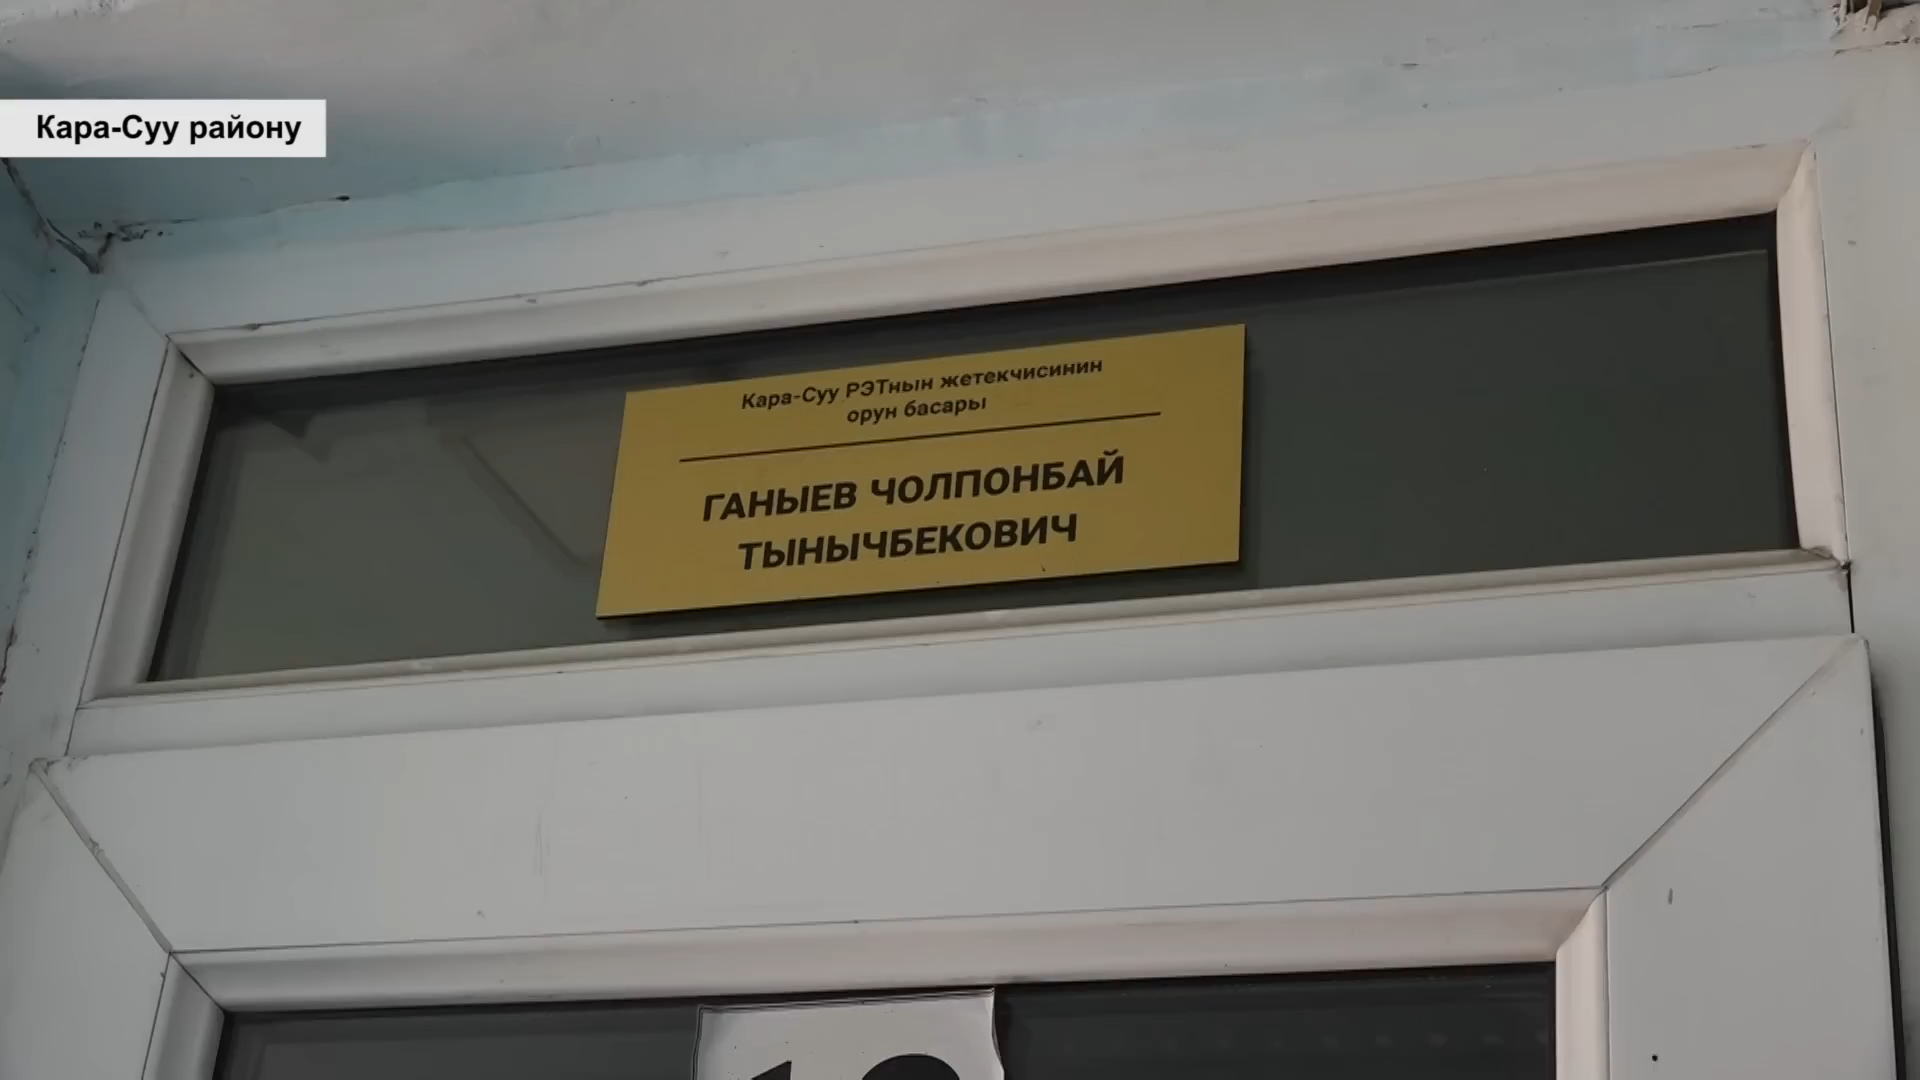 Кара-Суу району
Кара-Суу РЭТнын жетекчисинин
орун басары
ГАНЫЕВ ЧОЛПОНБАЙ
ТЫНЫЧБЕКОВИЧ